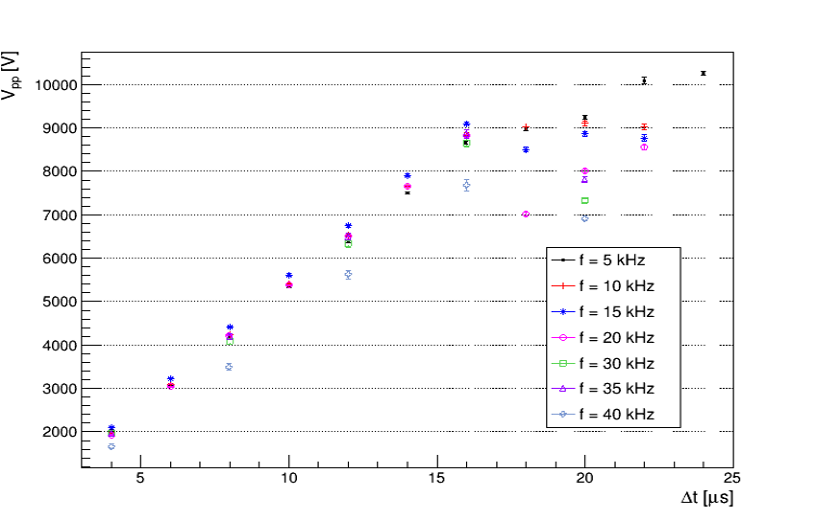 Vpp [V]
10000
9000
8000
7000
6000
5000
4000
3000
2000
f = 5 kHz
f = 10 kHz
f = 15 kHz
f = 20 kHz
f = 30 kHz
f = 35 kHz
f = 40 kHz
5 10 15 20 25
Δt [μs]